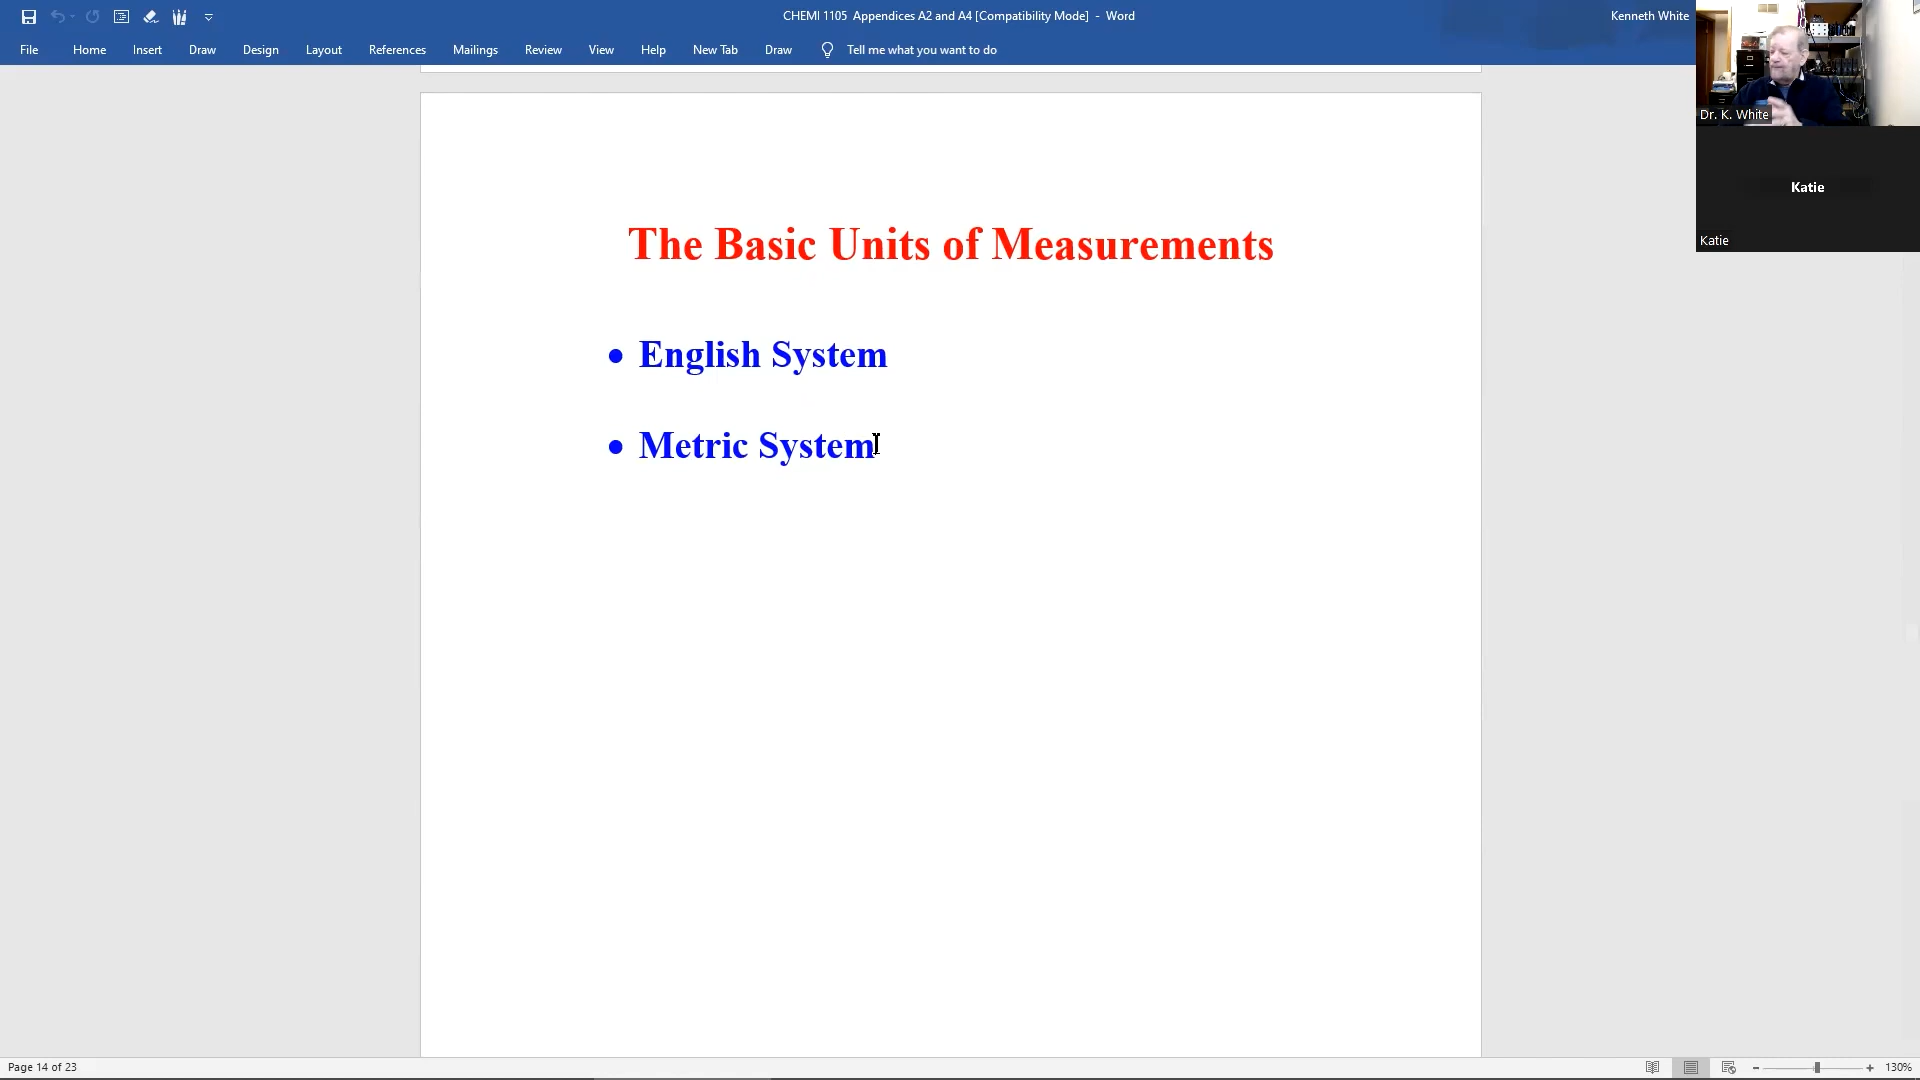 CHEMI 1105 Appendices A2 and A4 [Compatibility Mode] - Word
Kenneth White
File Home Insert Draw Design Layout References Mailings Review View Help New Tab Draw Tell me what you want to do
Dr. K. White
Katie
Katie
The Basic Units of Measurements
• English System
• Metric System
Page 14 of 23
130%